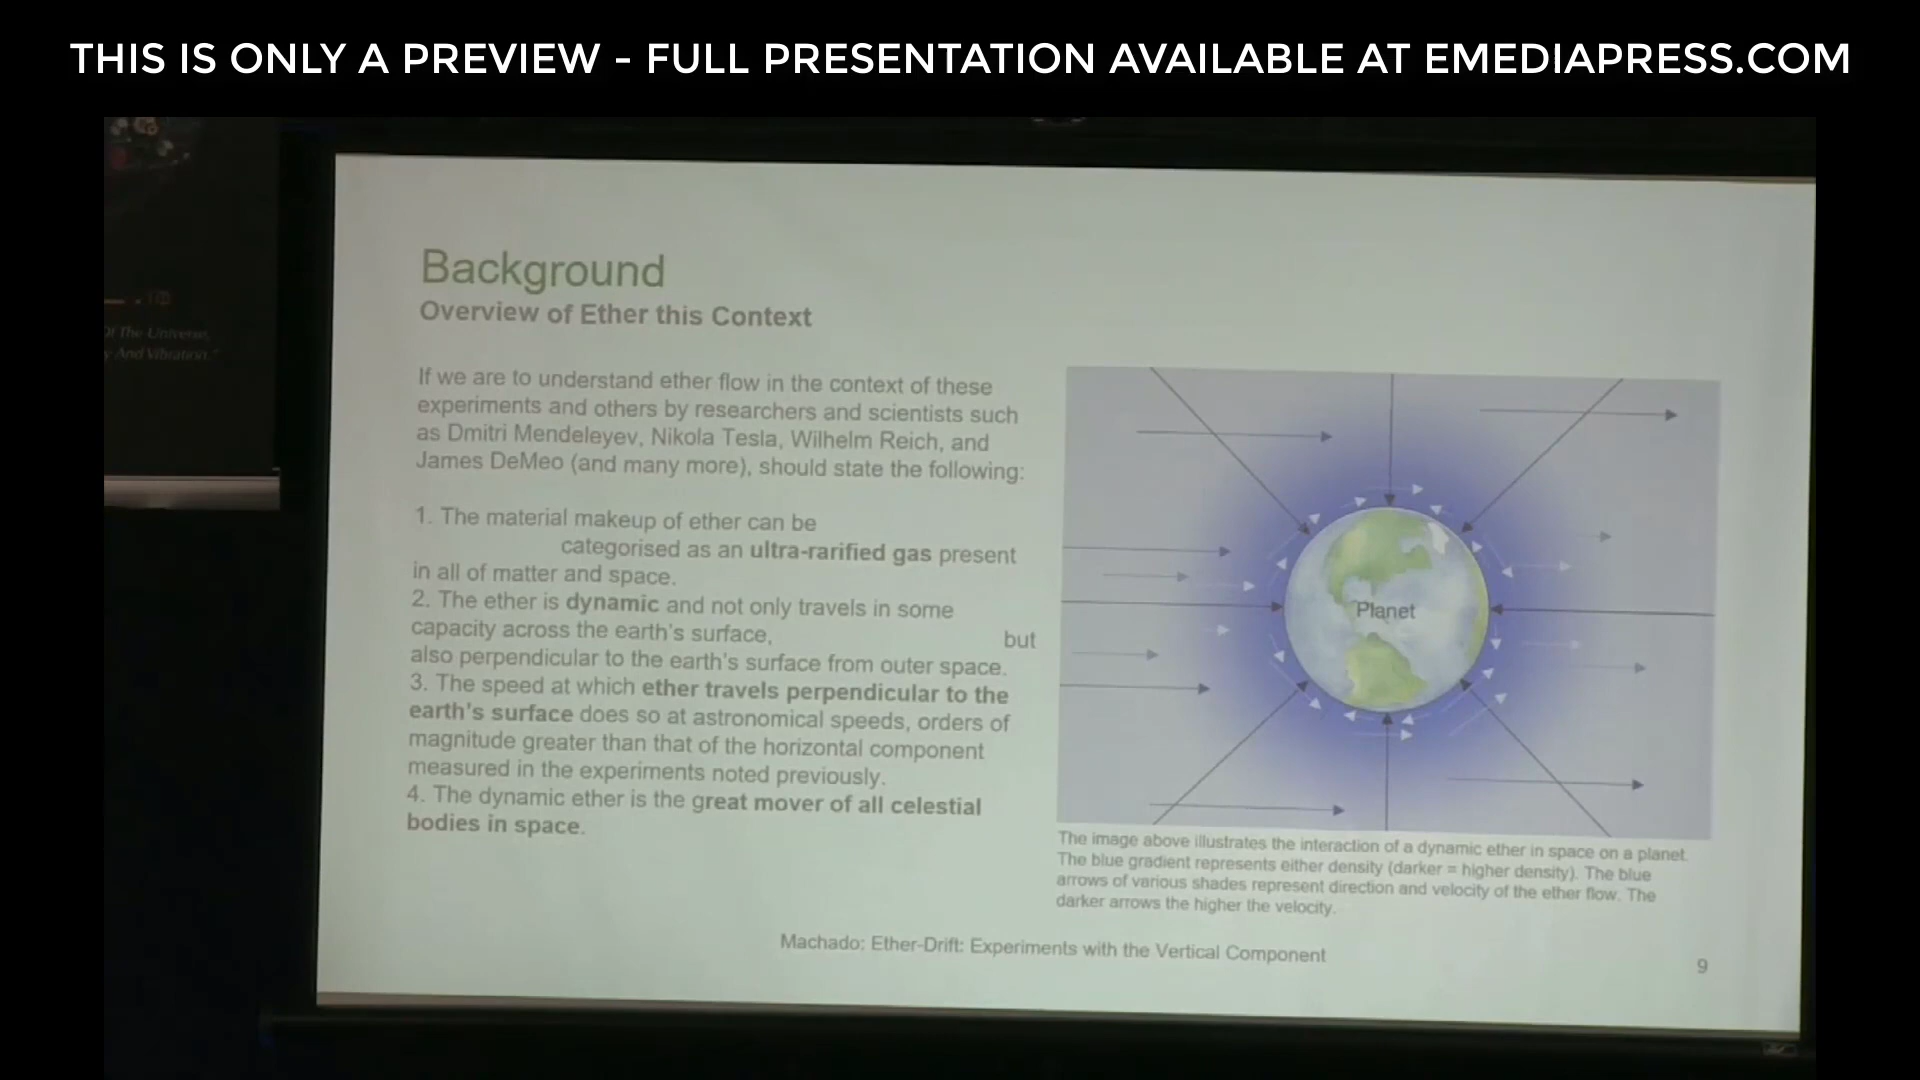 THIS IS ONLY A PREVIEW - FULL PRESENTATION AVAILABLE AT EMEDIAPRESS.COM
Of The Universe,
And Vibration."
Background
Overview of Ether this Context
If we are to understand ether flow in the context of these
experiments and others by researchers and scientists such
as Dmitri Mendeleyev, Nikola Tesla, Wilhelm Reich, and
James DeMeo (and many more), should state the following:
1. The material makeup of ether can be
categorised as an ultra-rarified gas present
in all of matter and space.
2. The ether is dynamic and not only travels in some
capacity across the earth's surface, but
also perpendicular to the earth's surface from outer space.
3. The speed at which ether travels perpendicular to the
earth's surface does so at astronomical speeds, orders of
magnitude greater than that of the horizontal component
measured in the experiments noted previously.
4. The dynamic ether is the great mover of all celestial
bodies in space.
Planet
The image above illustrates the interaction of a dynamic ether in space on a planet.
The blue gradient represents either density (darker = higher density). The blue
arrows of various shades represent direction and velocity of the ether flow. The
darker arrows the higher the velocity.
Machado: Ether-Drift: Experiments with the Vertical Component
9